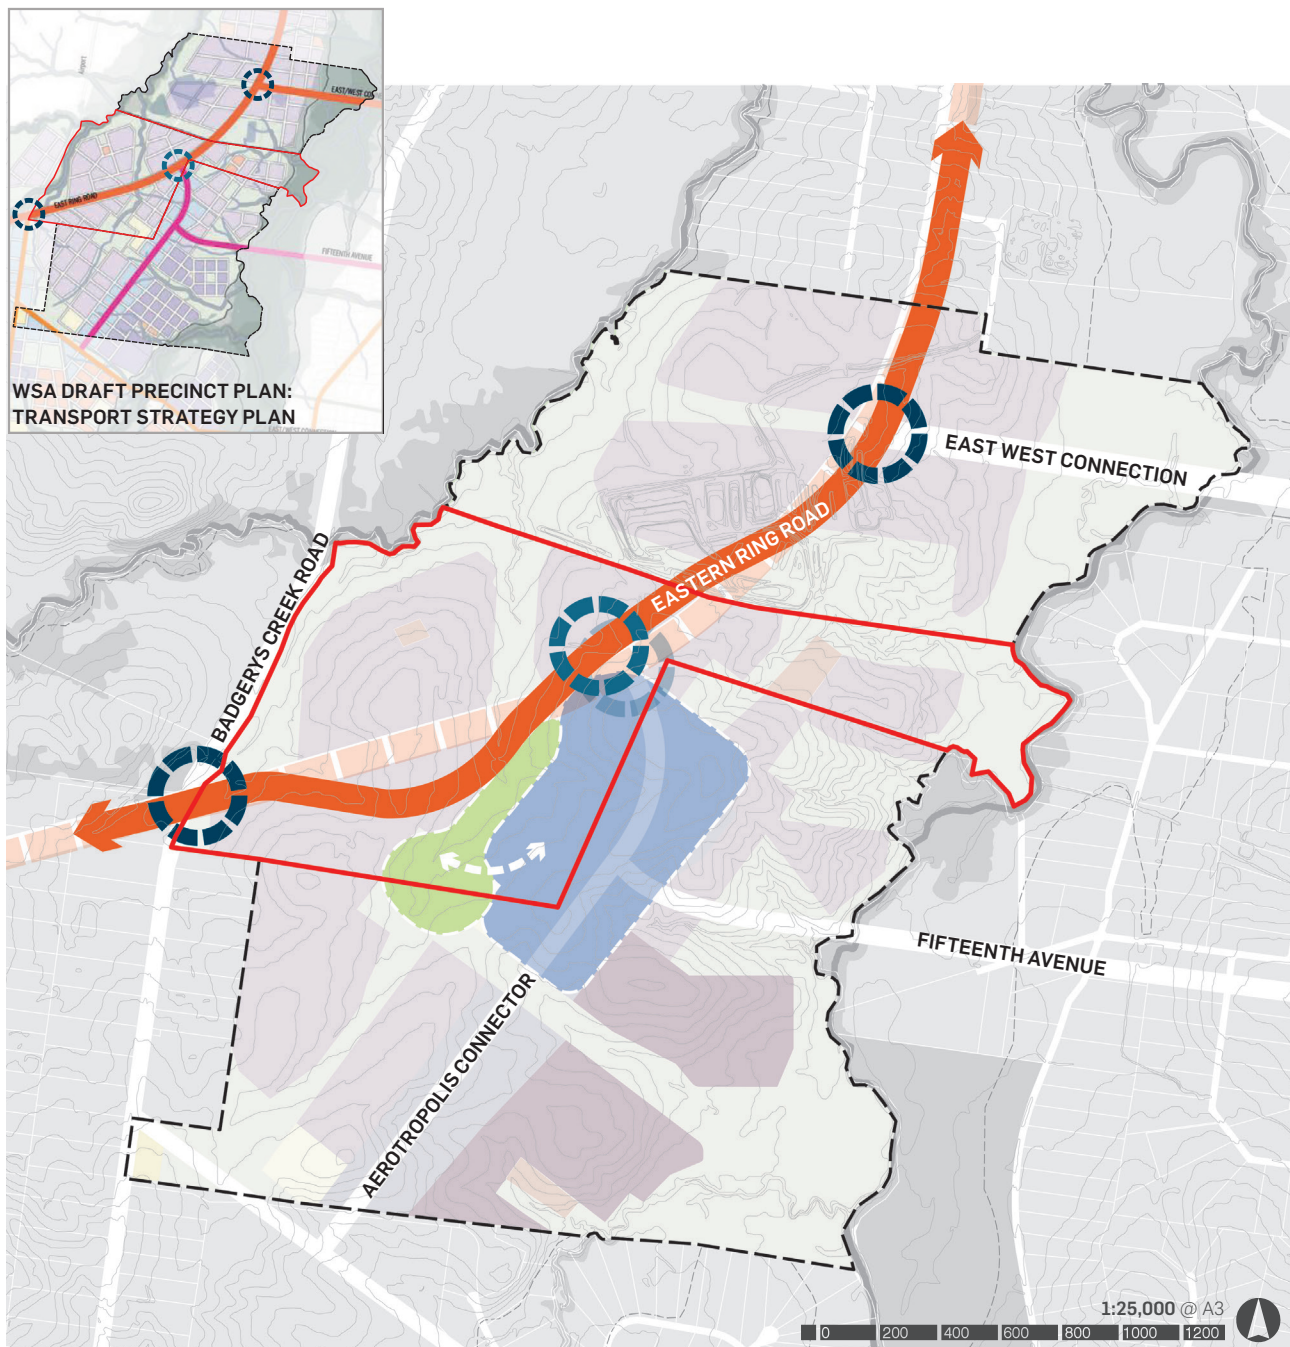 EAST/WEST CO
EAST RING ROAD
FIFTEENTH AVENUE
WSA DRAFT PRECINCT PLAN:
TRANSPORT STRATEGY PLAN
EAST WEST CONNECTION
EASTERN RING ROAD
BADGERYS CREEK ROAD
FIFTEENTH AVENUE
AEROTROPOLIS CONNECTOR
1:25,000 @ A3
0 200 400 600 800 1000 1200